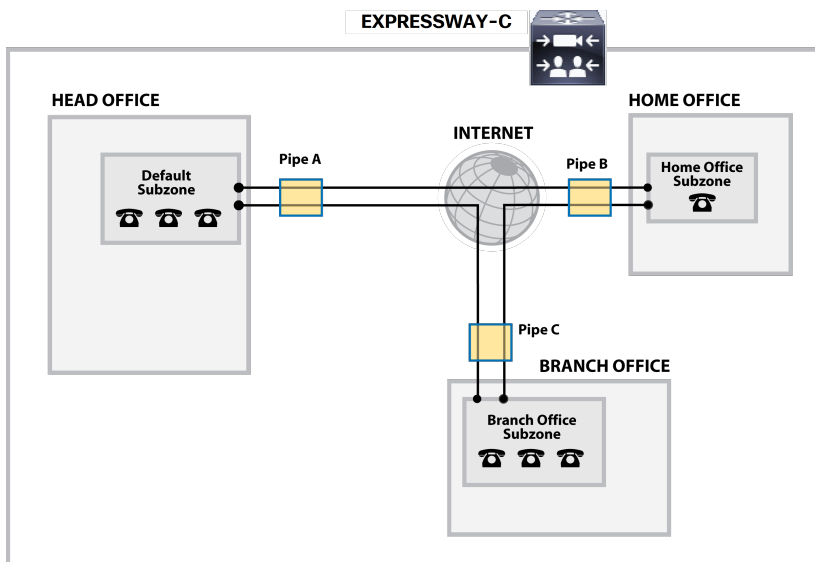 EXPRESSWAY-C
HEAD OFFICE
HOME OFFICE
INTERNET
Pipe A
Pipe B
Default
Subzone
Home Office
Subzone
Pipe C
BRANCH OFFICE
Branch Office
Subzone